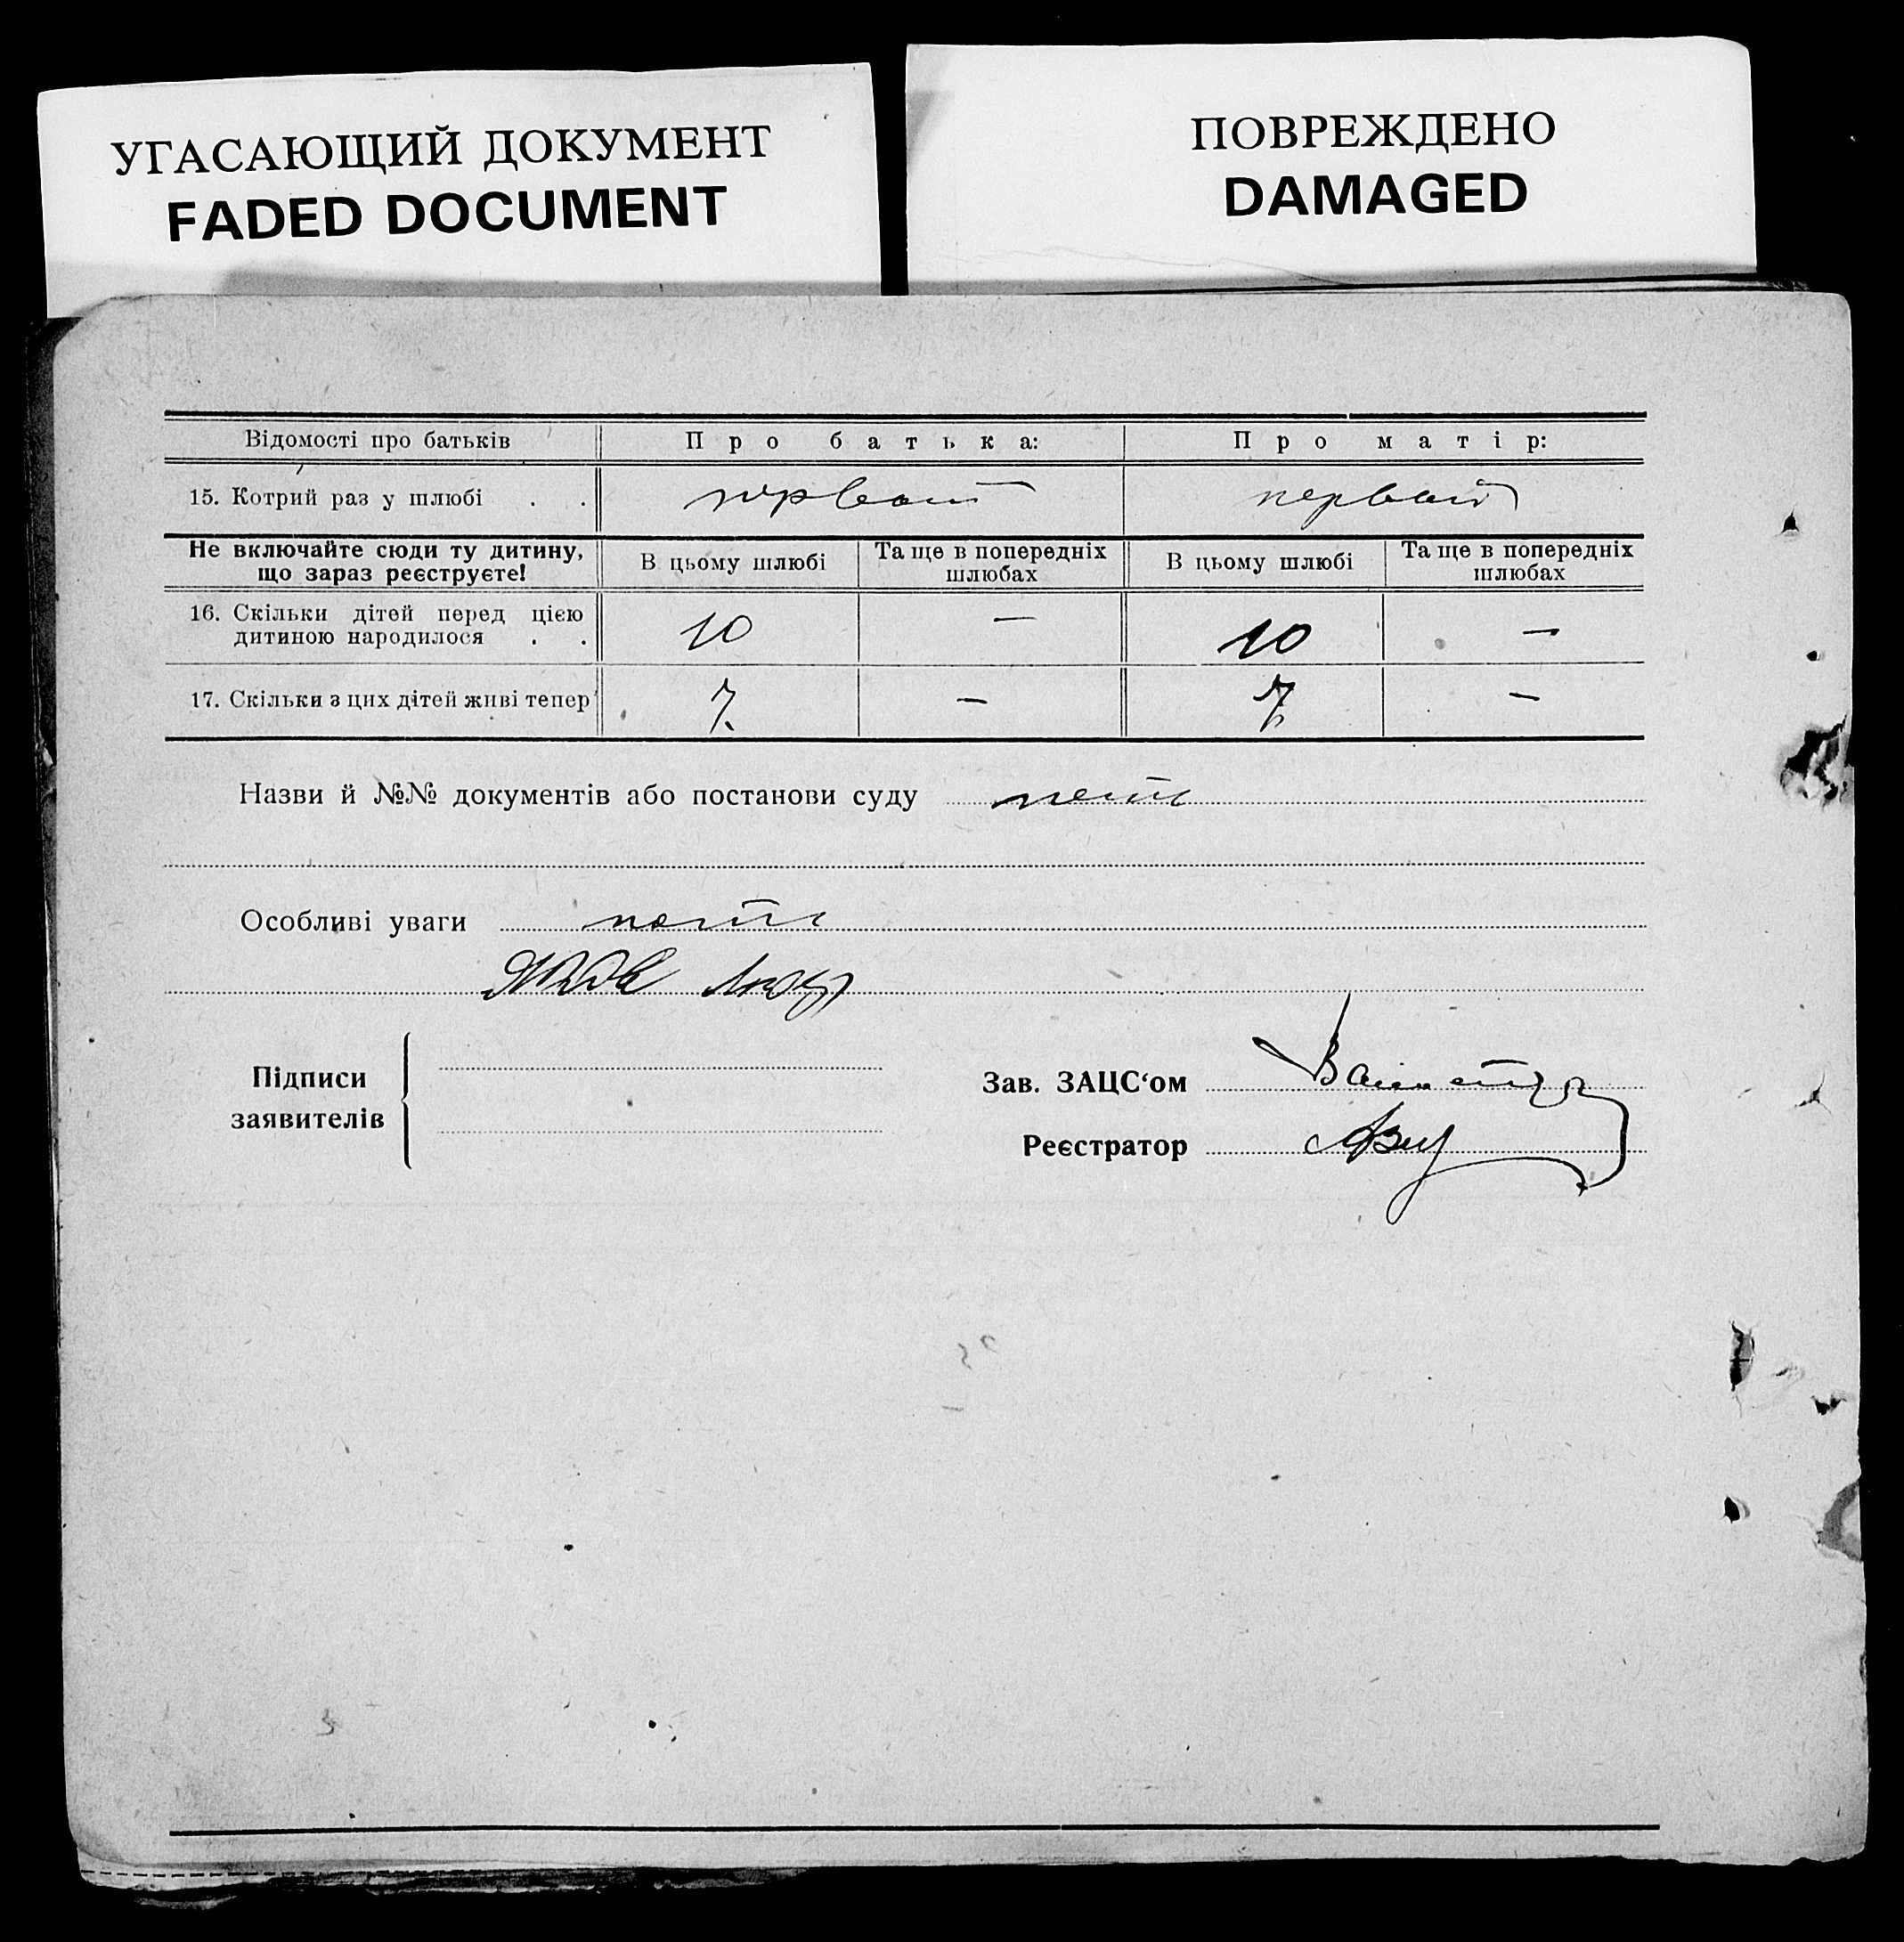 УГАСАЮЩИЙ ДОКУМЕНТ
FADED DOCUMENT
ПОВРЕЖДЕНО
DAMAGED
Відомості про батьків Про батька: Про матір:
15. Котрий раз у шлюбі . . первый первый
Не включайте сюди ту дитину, що зараз реєструєте! В цьому шлюбі Та ще в попередніх шлюбах В цьому шлюбі Та ще в попередніх шлюбах
16. Скільки дітей перед цією
дитиною народилося . . 10 — 10 —
17. Скільки з цих дітей живі тепер 7 — 7 —
Назви й №№ документів або постанови суду нет
Особливі уваги нет
Підписи
заявителів
Зав. ЗАЦС‘ом
Реєстратор